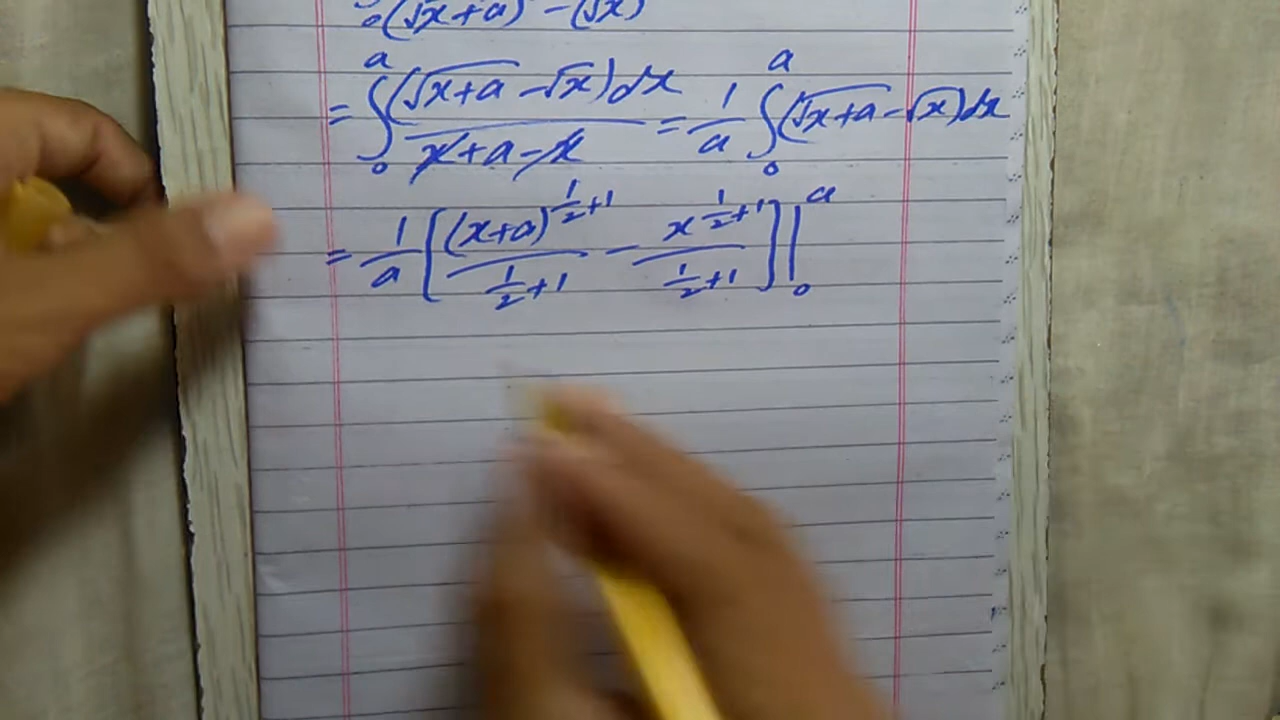 0 (√x+a) - (√x)
= ∫₀ᵃ (√x+a - √x)dx / x+a-x = 1/a ∫₀ᵃ (√x+a - √x)dx
= 1/a [ (x+a)^(1/2+1) / 1/2+1 - x^(1/2+1) / 1/2+1 ] |₀ᵃ